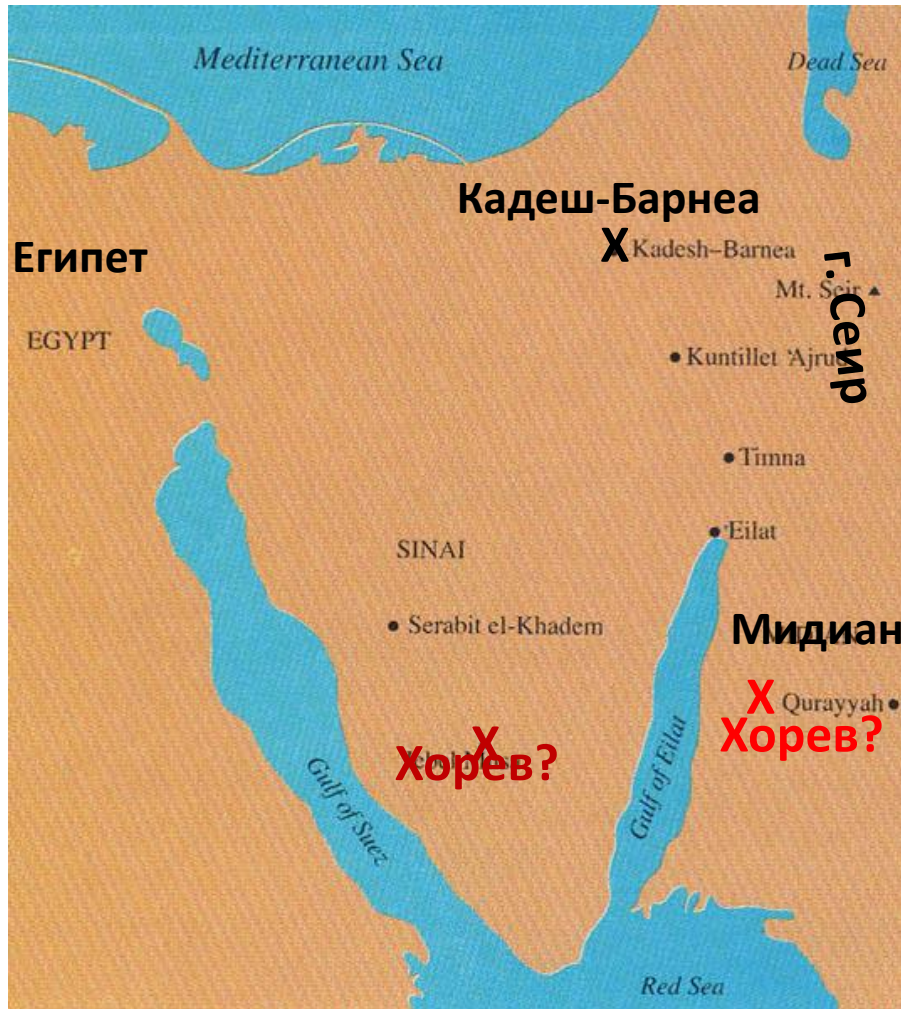 Mediterranean Sea
Dead Sea
Кадеш-Барнеа
X Kadesh–Barnea
Египет
г. Сеир
Mt. Seir
EGYPT
Kuntillet 'Ajrud
Timna
Eilat
SINAI
Serabit el-Khadem
Мидиан
X
Qurayyah
Хорев?
X
Хорев?
Gulf of Suez
Gulf of Eilat
Red Sea